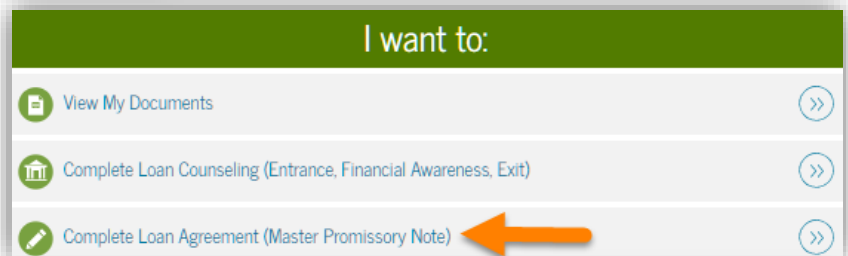 I want to:
View My Documents
Complete Loan Counseling (Entrance, Financial Awareness, Exit)
Complete Loan Agreement (Master Promissory Note)